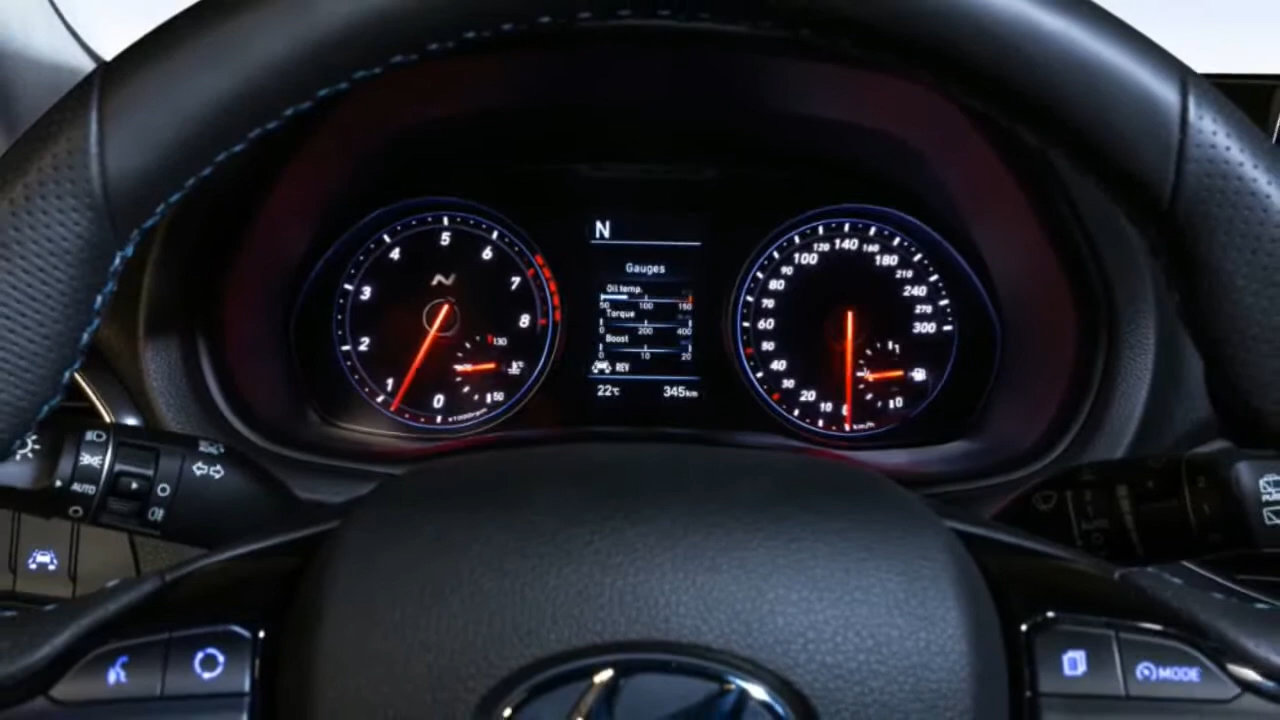 5
4 6
3 7
2 8
1 0
x1000rpm
130
50
N
Gauges
Oil temp.
50 100 150
Torque
0 200 400
Boost
0 10 20
REV
22℃ 345km
120 140 160
100 180
90 210
80 240
70 270
60 300
50
40
30
20
10 0
km/h
1
0
AUTO
MODE